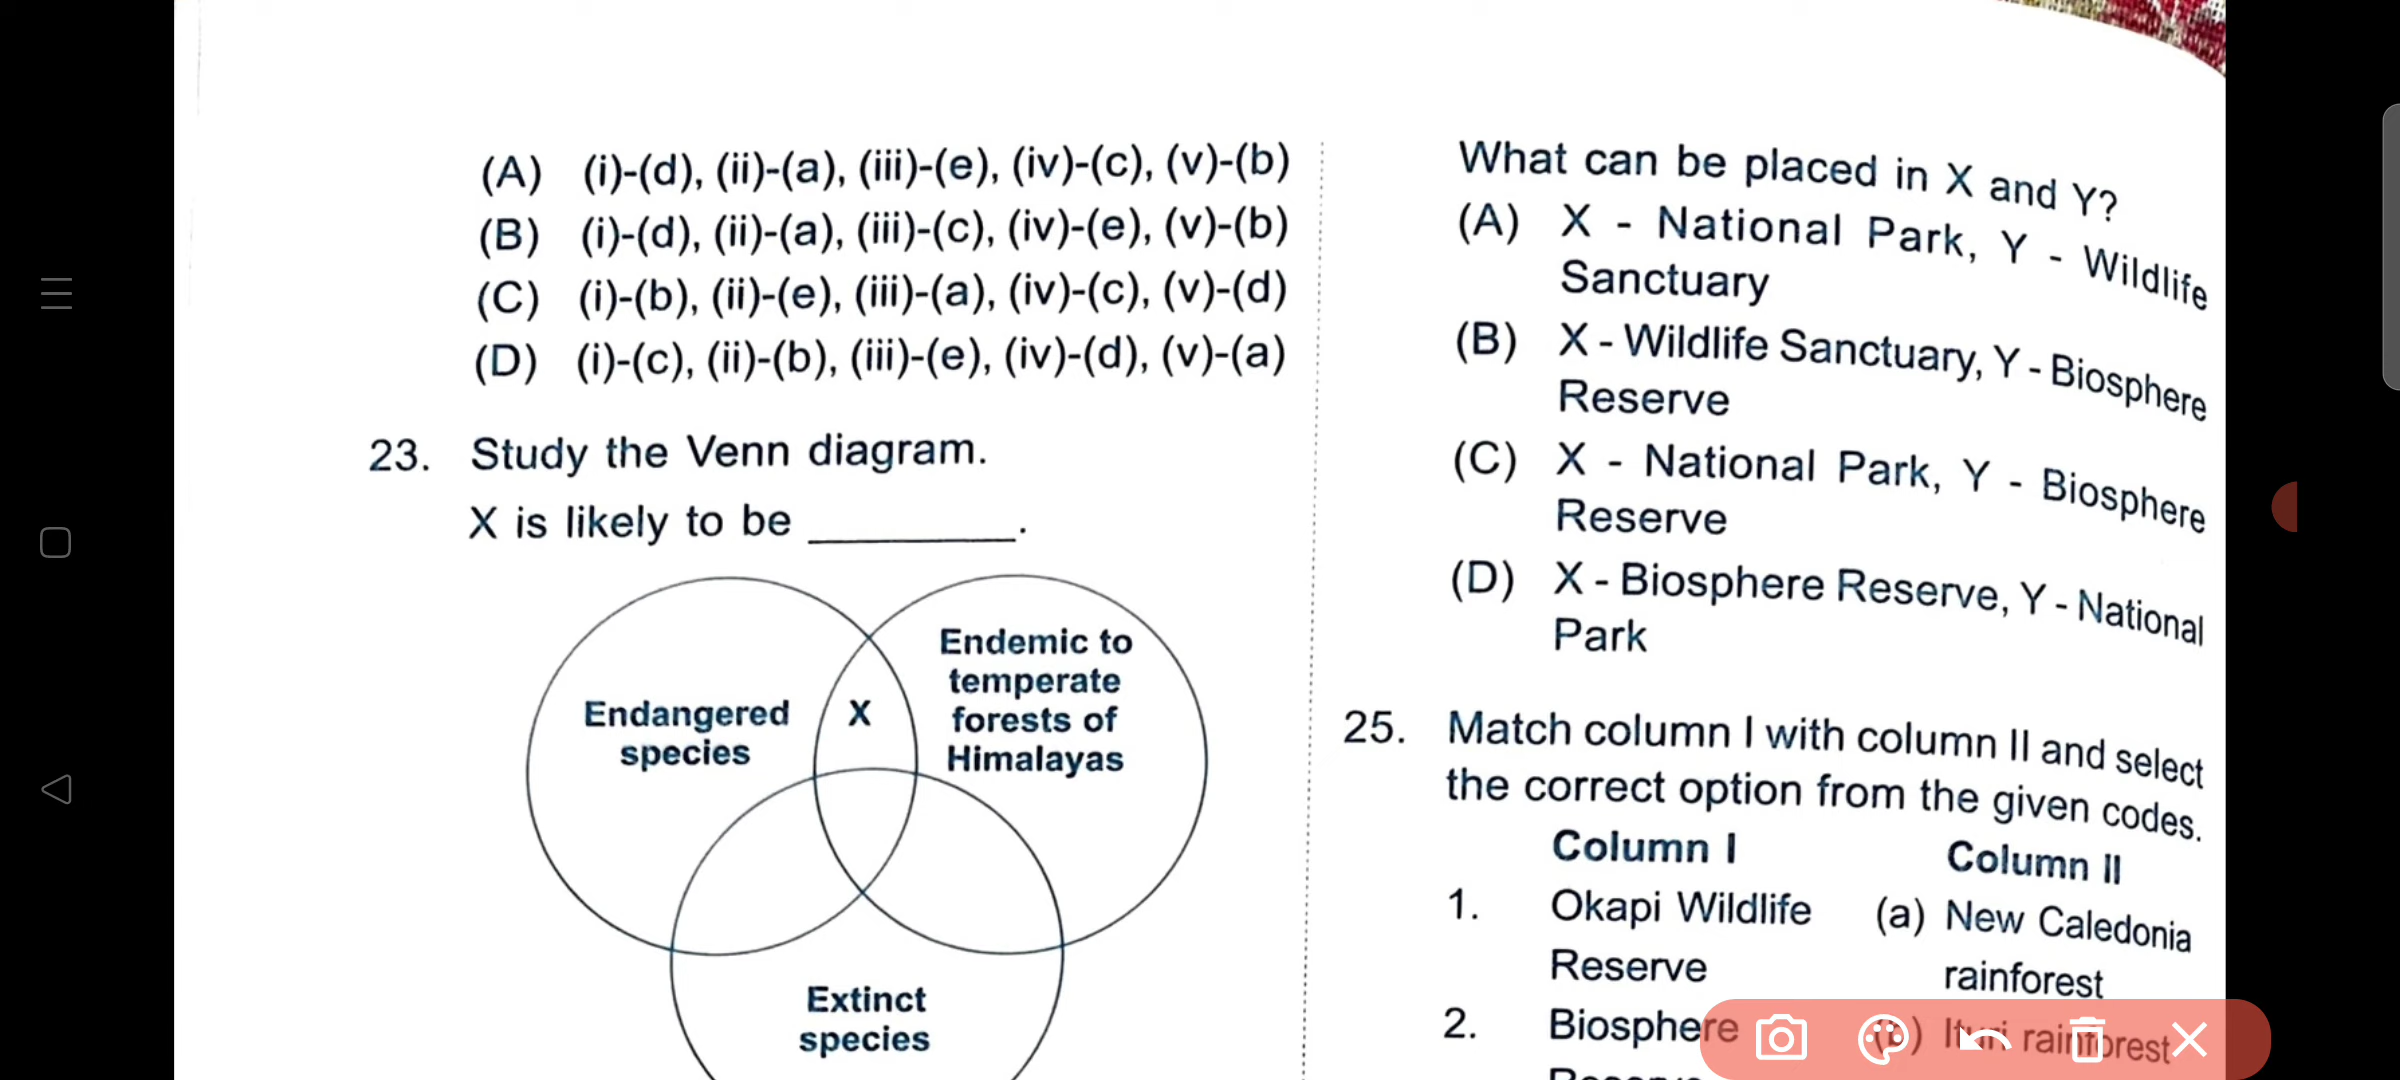 (A) (i)-(d), (ii)-(a), (iii)-(e), (iv)-(c), (v)-(b)
(B) (i)-(d), (ii)-(a), (iii)-(c), (iv)-(e), (v)-(b)
(C) (i)-(b), (ii)-(e), (iii)-(a), (iv)-(c), (v)-(d)
(D) (i)-(c), (ii)-(b), (iii)-(e), (iv)-(d), (v)-(a)
23. Study the Venn diagram.
X is likely to be ________.
Endangered
species
X
Endemic to
temperate
forests of
Himalayas
Extinct
species
What can be placed in X and Y?
(A) X - National Park, Y - Wildlife
Sanctuary
(B) X - Wildlife Sanctuary, Y - Biosphere
Reserve
(C) X - National Park, Y - Biosphere
Reserve
(D) X - Biosphere Reserve, Y - National
Park
25. Match column I with column II and select
the correct option from the given codes.
Column I Column II
1. Okapi Wildlife (a) New Caledonia
Reserve rainforest
2. Biosphere (b) Ituri rainforest